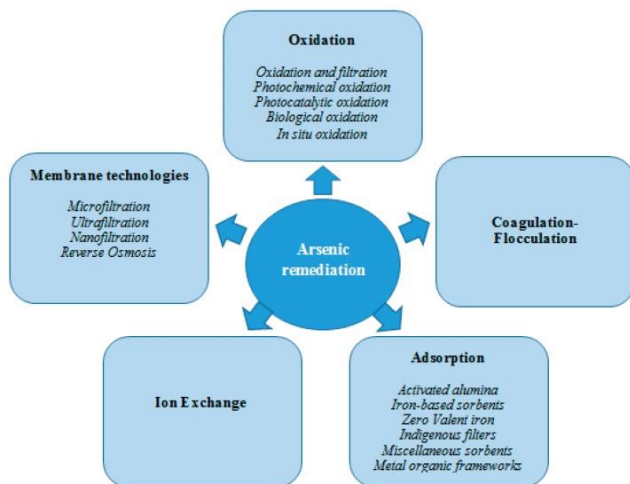 Oxidation
Oxidation and filtration
Photochemical oxidation
Photocatalytic oxidation
Biological oxidation
In situ oxidation
Membrane technologies
Microfiltration
Ultrafiltration
Nanofiltration
Reverse Osmosis
Arsenic
remediation
Coagulation-
Flocculation
Ion Exchange
Adsorption
Activated alumina
Iron-based sorbents
Zero Valent iron
Indigenous filters
Miscellaneous sorbents
Metal organic frameworks